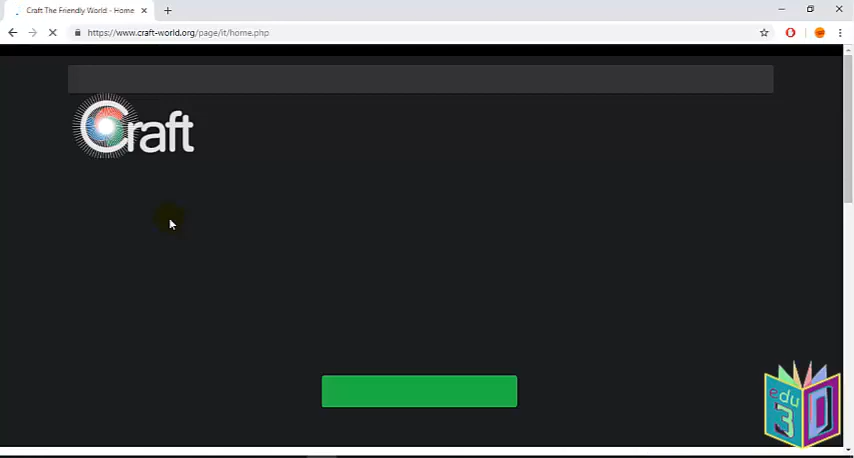 Craft The Friendly World - Home
https://www.craft-world.org/page/it/home.php
Craft
edu
3D